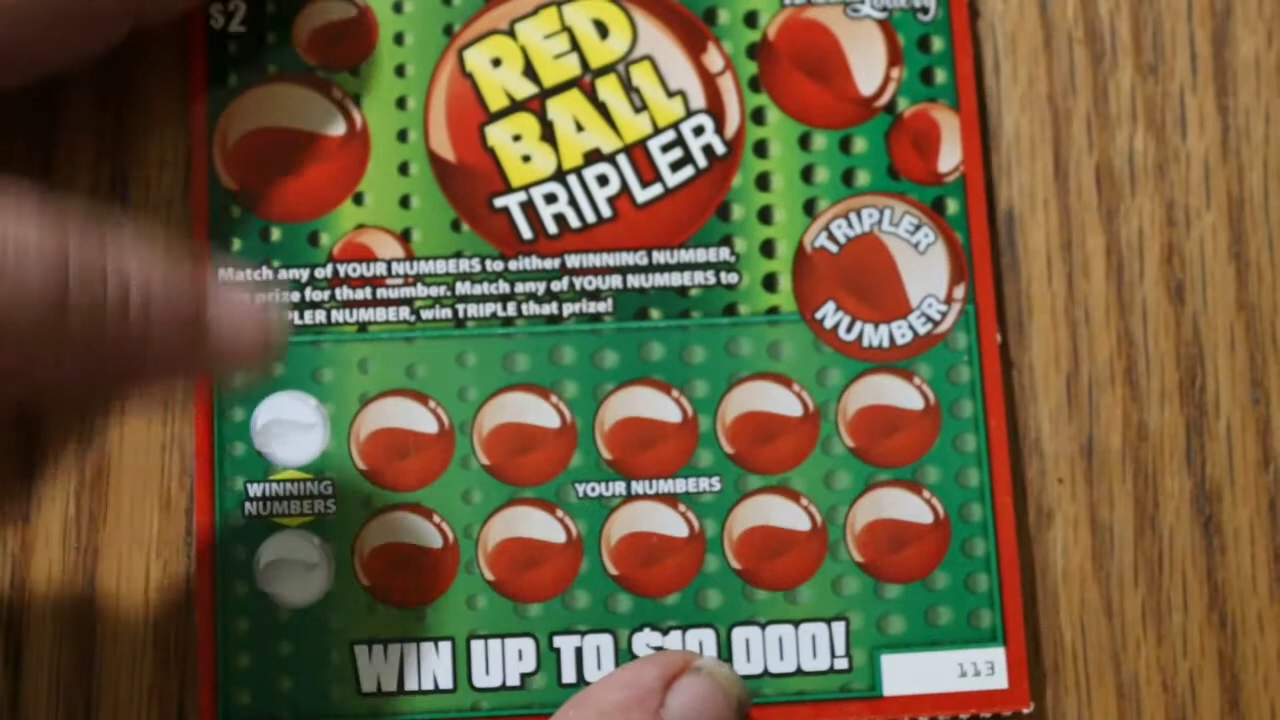 $2
Lottery
RED
BALL
TRIPLER
Match any of YOUR NUMBERS to either WINNING NUMBER,
prize for that number. Match any of YOUR NUMBERS to
NUMBER, win TRIPLE that prize!
TRIPLER
NUMBER
WINNING
NUMBERS
YOUR NUMBERS
WIN UP TO $10,000!
113